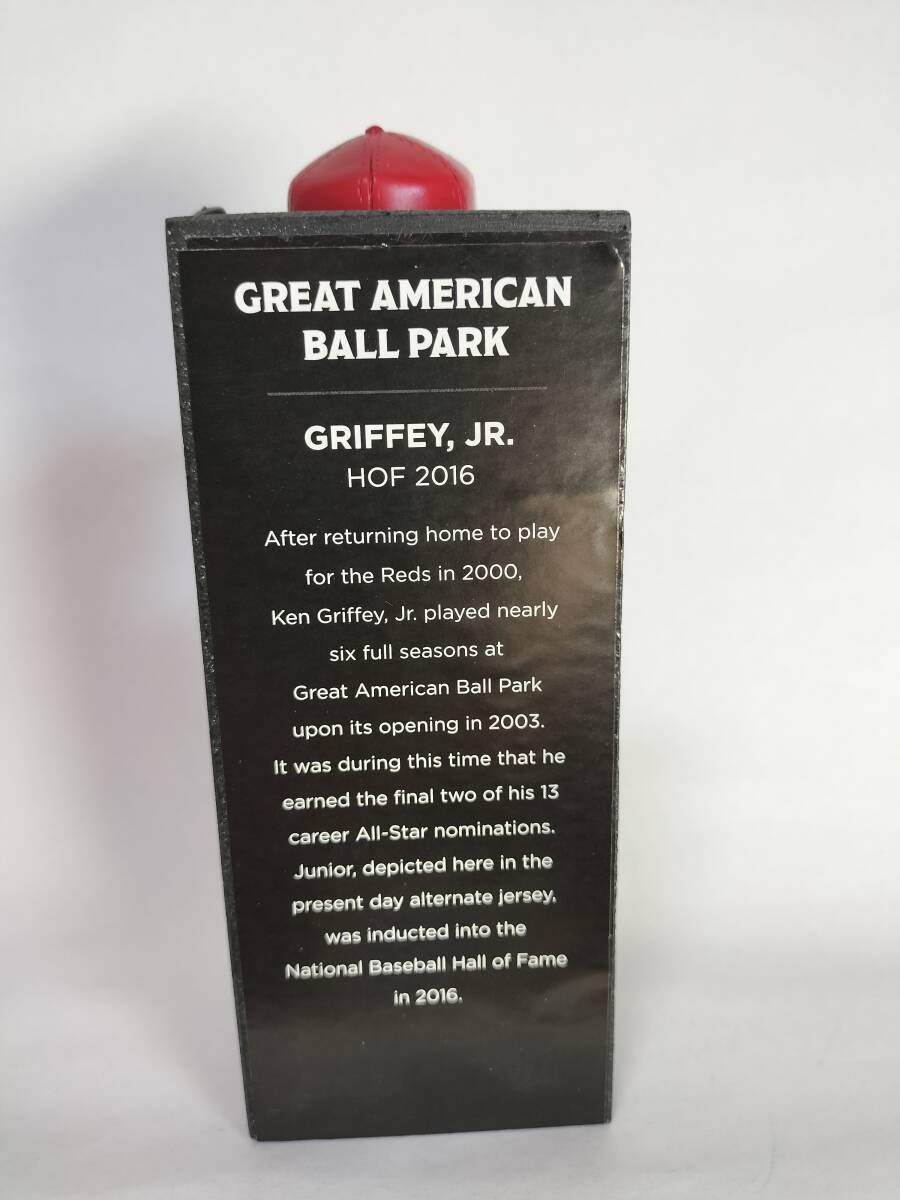 GREAT AMERICAN
BALL PARK
GRIFFEY, JR.
HOF 2016
After returning home to play
for the Reds in 2000,
Ken Griffey, Jr. played nearly
six full seasons at
Great American Ball Park
upon its opening in 2003.
It was during this time that he
earned the final two of his 13
career All-Star nominations.
Junior, depicted here in the
present day alternate jersey,
was inducted into the
National Baseball Hall of Fame
in 2016.